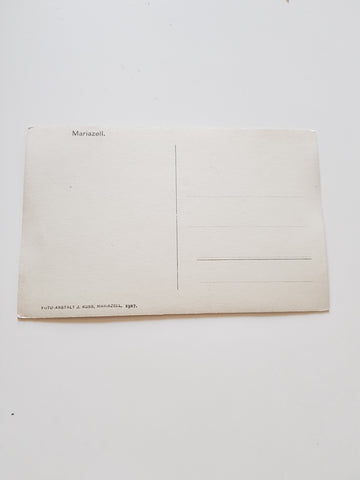 Mariazell.
FOTO-ANSTALT J. KUSS, MARIAZELL. 1927.